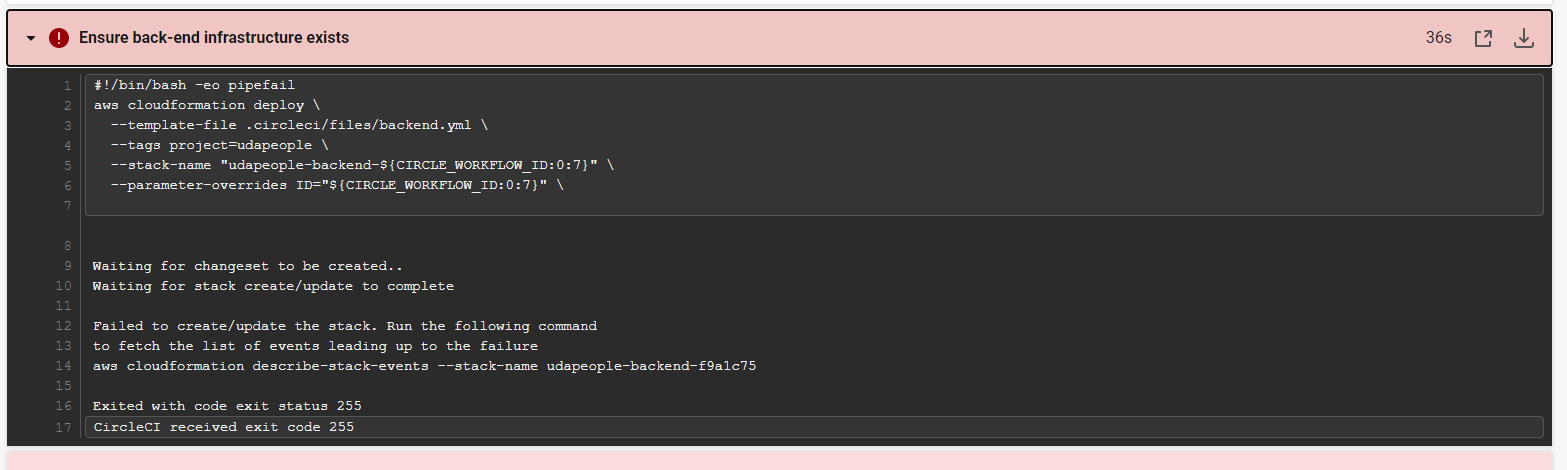 Ensure back-end infrastructure exists
36s
1 #!/bin/bash -eo pipefail
2 aws cloudformation deploy \
3   --template-file .circleci/files/backend.yml \
4   --tags project=udapeople \
5   --stack-name "udapeople-backend-${CIRCLE_WORKFLOW_ID:0:7}" \
6   --parameter-overrides ID="${CIRCLE_WORKFLOW_ID:0:7}" \
7
8
9 Waiting for changeset to be created..
10 Waiting for stack create/update to complete
11
12 Failed to create/update the stack. Run the following command
13 to fetch the list of events leading up to the failure
14 aws cloudformation describe-stack-events --stack-name udapeople-backend-f9a1c75
15
16 Exited with code exit status 255
17 CircleCI received exit code 255